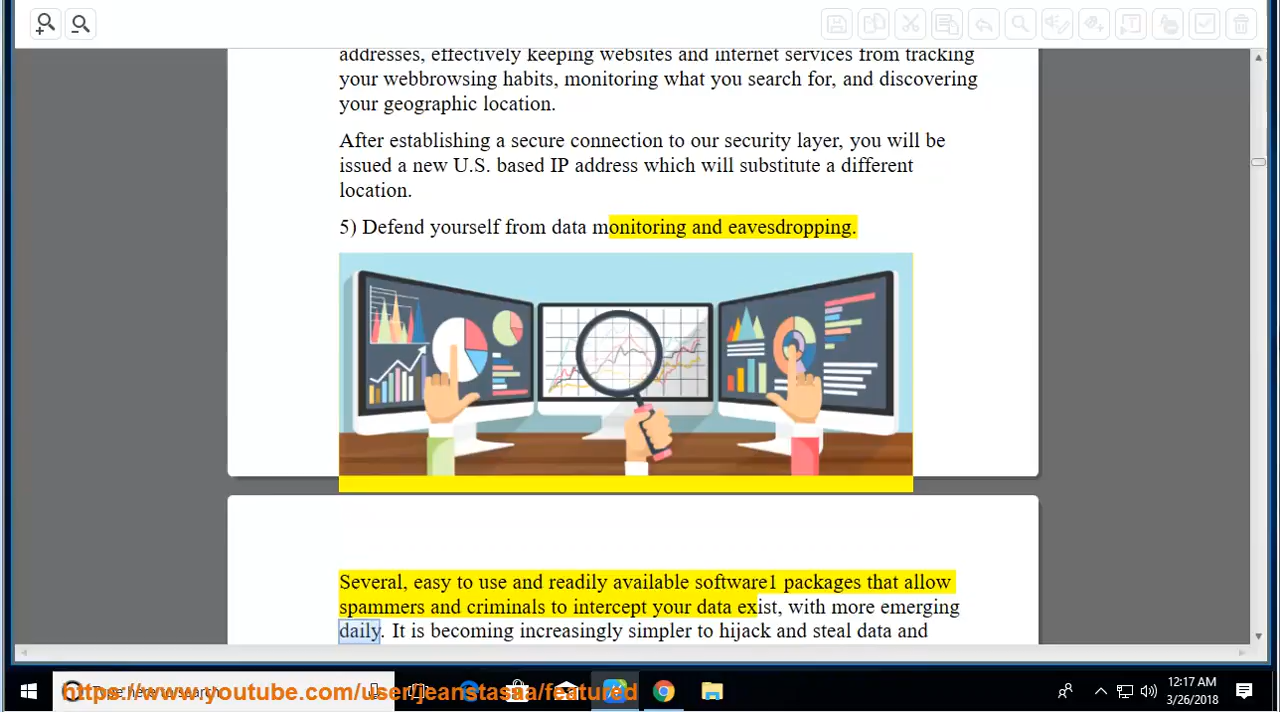 addresses, effectively keeping websites and internet services from tracking
your webbrowsing habits, monitoring what you search for, and discovering
your geographic location.
After establishing a secure connection to our security layer, you will be
issued a new U.S. based IP address which will substitute a different
location.
5) Defend yourself from data monitoring and eavesdropping.
Several, easy to use and readily available software1 packages that allow
spammers and criminals to intercept your data exist, with more emerging
daily. It is becoming increasingly simpler to hijack and steal data and
Type here to search
https://www.youtube.com/user/jeanstasaa/featured
12:17 AM
3/26/2018